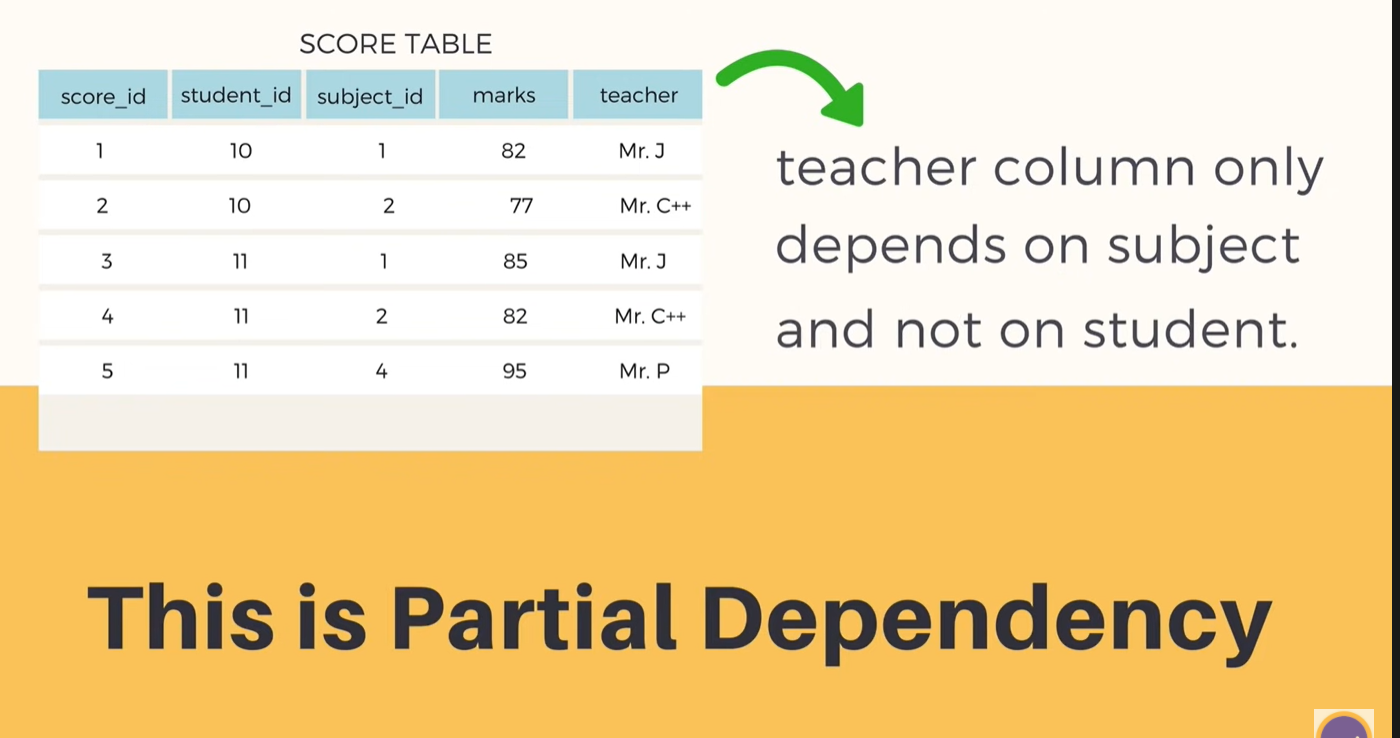 SCORE TABLE
score_id student_id subject_id marks teacher
1 10 1 82 Mr. J
2 10 2 77 Mr. C++
3 11 1 85 Mr. J
4 11 2 82 Mr. C++
5 11 4 95 Mr. P
teacher column only
depends on subject
and not on student.
This is Partial Dependency